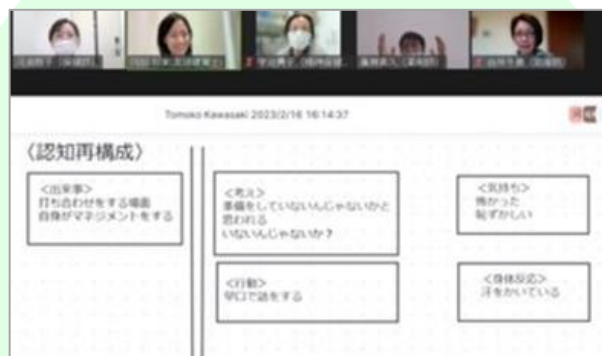 Tomoko Kawasaki 2023/2/16 16:14:37
〈認知再構成〉
<出来事>
打ち合わせをする場面
自身がマネジメントをする
<考え>
準備をしていないんじゃないかと
思われる
いないんじゃないか？
<気持ち>
怖かった
恥ずかしい
<行動>
早口で話をする
<身体反応>
汗をかいている